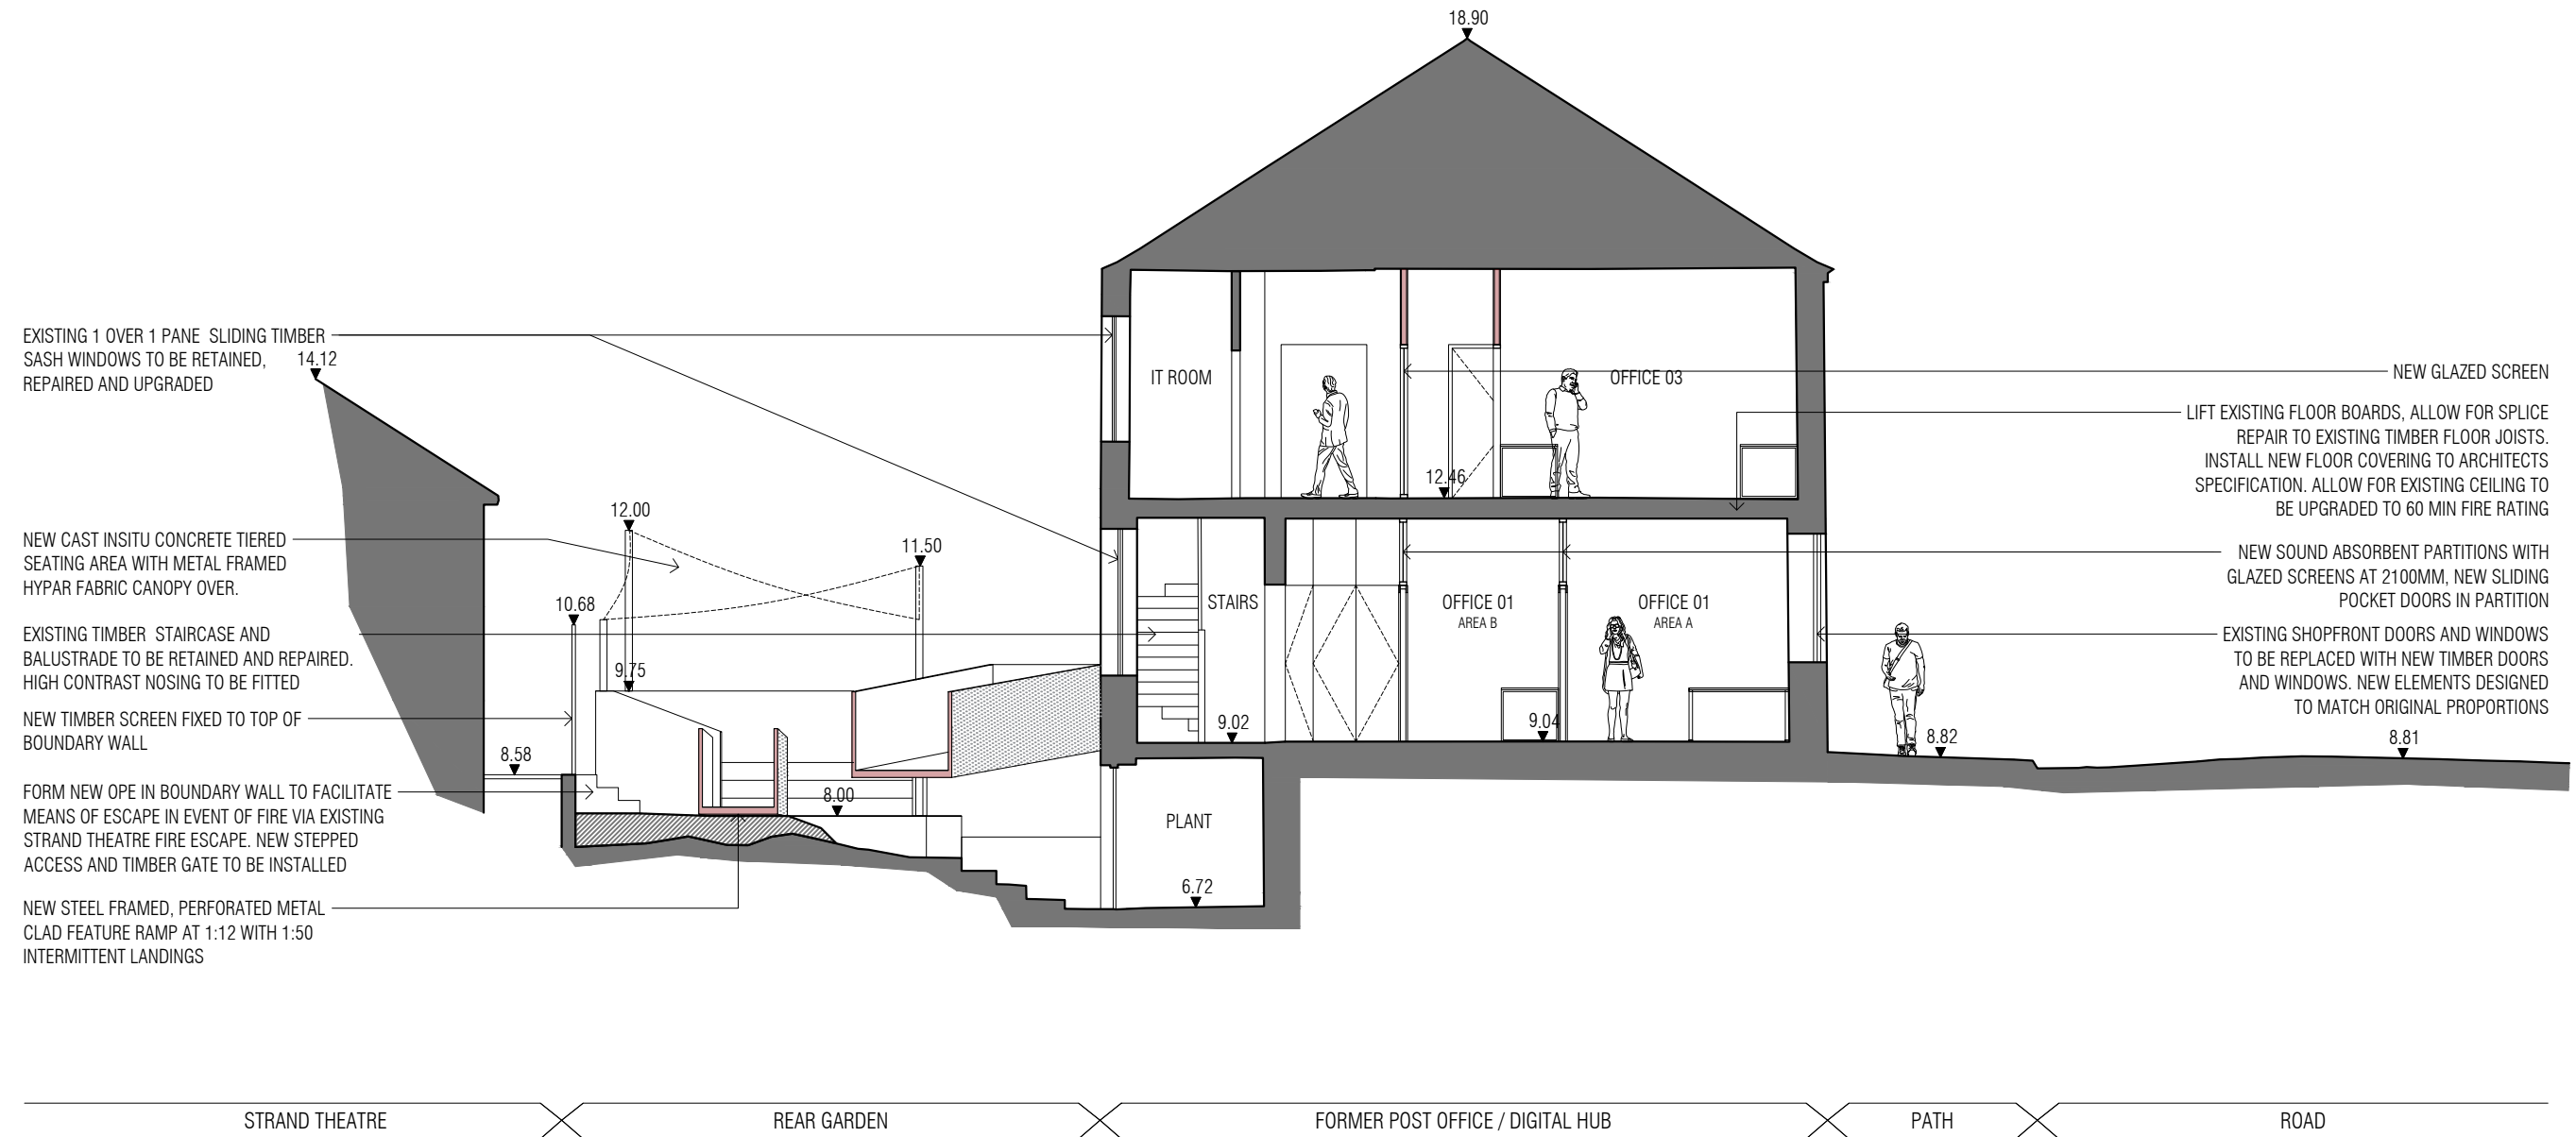 18.90
EXISTING 1 OVER 1 PANE SLIDING TIMBER
SASH WINDOWS TO BE RETAINED,
REPAIRED AND UPGRADED
14.12
NEW CAST INSITU CONCRETE TIERED
SEATING AREA WITH METAL FRAMED
HYPAR FABRIC CANOPY OVER.
EXISTING TIMBER STAIRCASE AND
BALUSTRADE TO BE RETAINED AND REPAIRED.
HIGH CONTRAST NOSING TO BE FITTED
NEW TIMBER SCREEN FIXED TO TOP OF
BOUNDARY WALL
FORM NEW OPE IN BOUNDARY WALL TO FACILITATE
MEANS OF ESCAPE IN EVENT OF FIRE VIA EXISTING
STRAND THEATRE FIRE ESCAPE. NEW STEPPED
ACCESS AND TIMBER GATE TO BE INSTALLED
NEW STEEL FRAMED, PERFORATED METAL
CLAD FEATURE RAMP AT 1:12 WITH 1:50
INTERMITTENT LANDINGS
12.00
11.50
10.68
9.75
8.58
8.00
IT ROOM
OFFICE 03
12.46
STAIRS
OFFICE 01
AREA B
OFFICE 01
AREA A
9.02
9.04
PLANT
6.72
8.82
8.81
NEW GLAZED SCREEN
LIFT EXISTING FLOOR BOARDS, ALLOW FOR SPLICE
REPAIR TO EXISTING TIMBER FLOOR JOISTS.
INSTALL NEW FLOOR COVERING TO ARCHITECTS
SPECIFICATION. ALLOW FOR EXISTING CEILING TO
BE UPGRADED TO 60 MIN FIRE RATING
NEW SOUND ABSORBENT PARTITIONS WITH
GLAZED SCREENS AT 2100MM, NEW SLIDING
POCKET DOORS IN PARTITION
EXISTING SHOPFRONT DOORS AND WINDOWS
TO BE REPLACED WITH NEW TIMBER DOORS
AND WINDOWS. NEW ELEMENTS DESIGNED
TO MATCH ORIGINAL PROPORTIONS
STRAND THEATRE
REAR GARDEN
FORMER POST OFFICE / DIGITAL HUB
PATH
ROAD